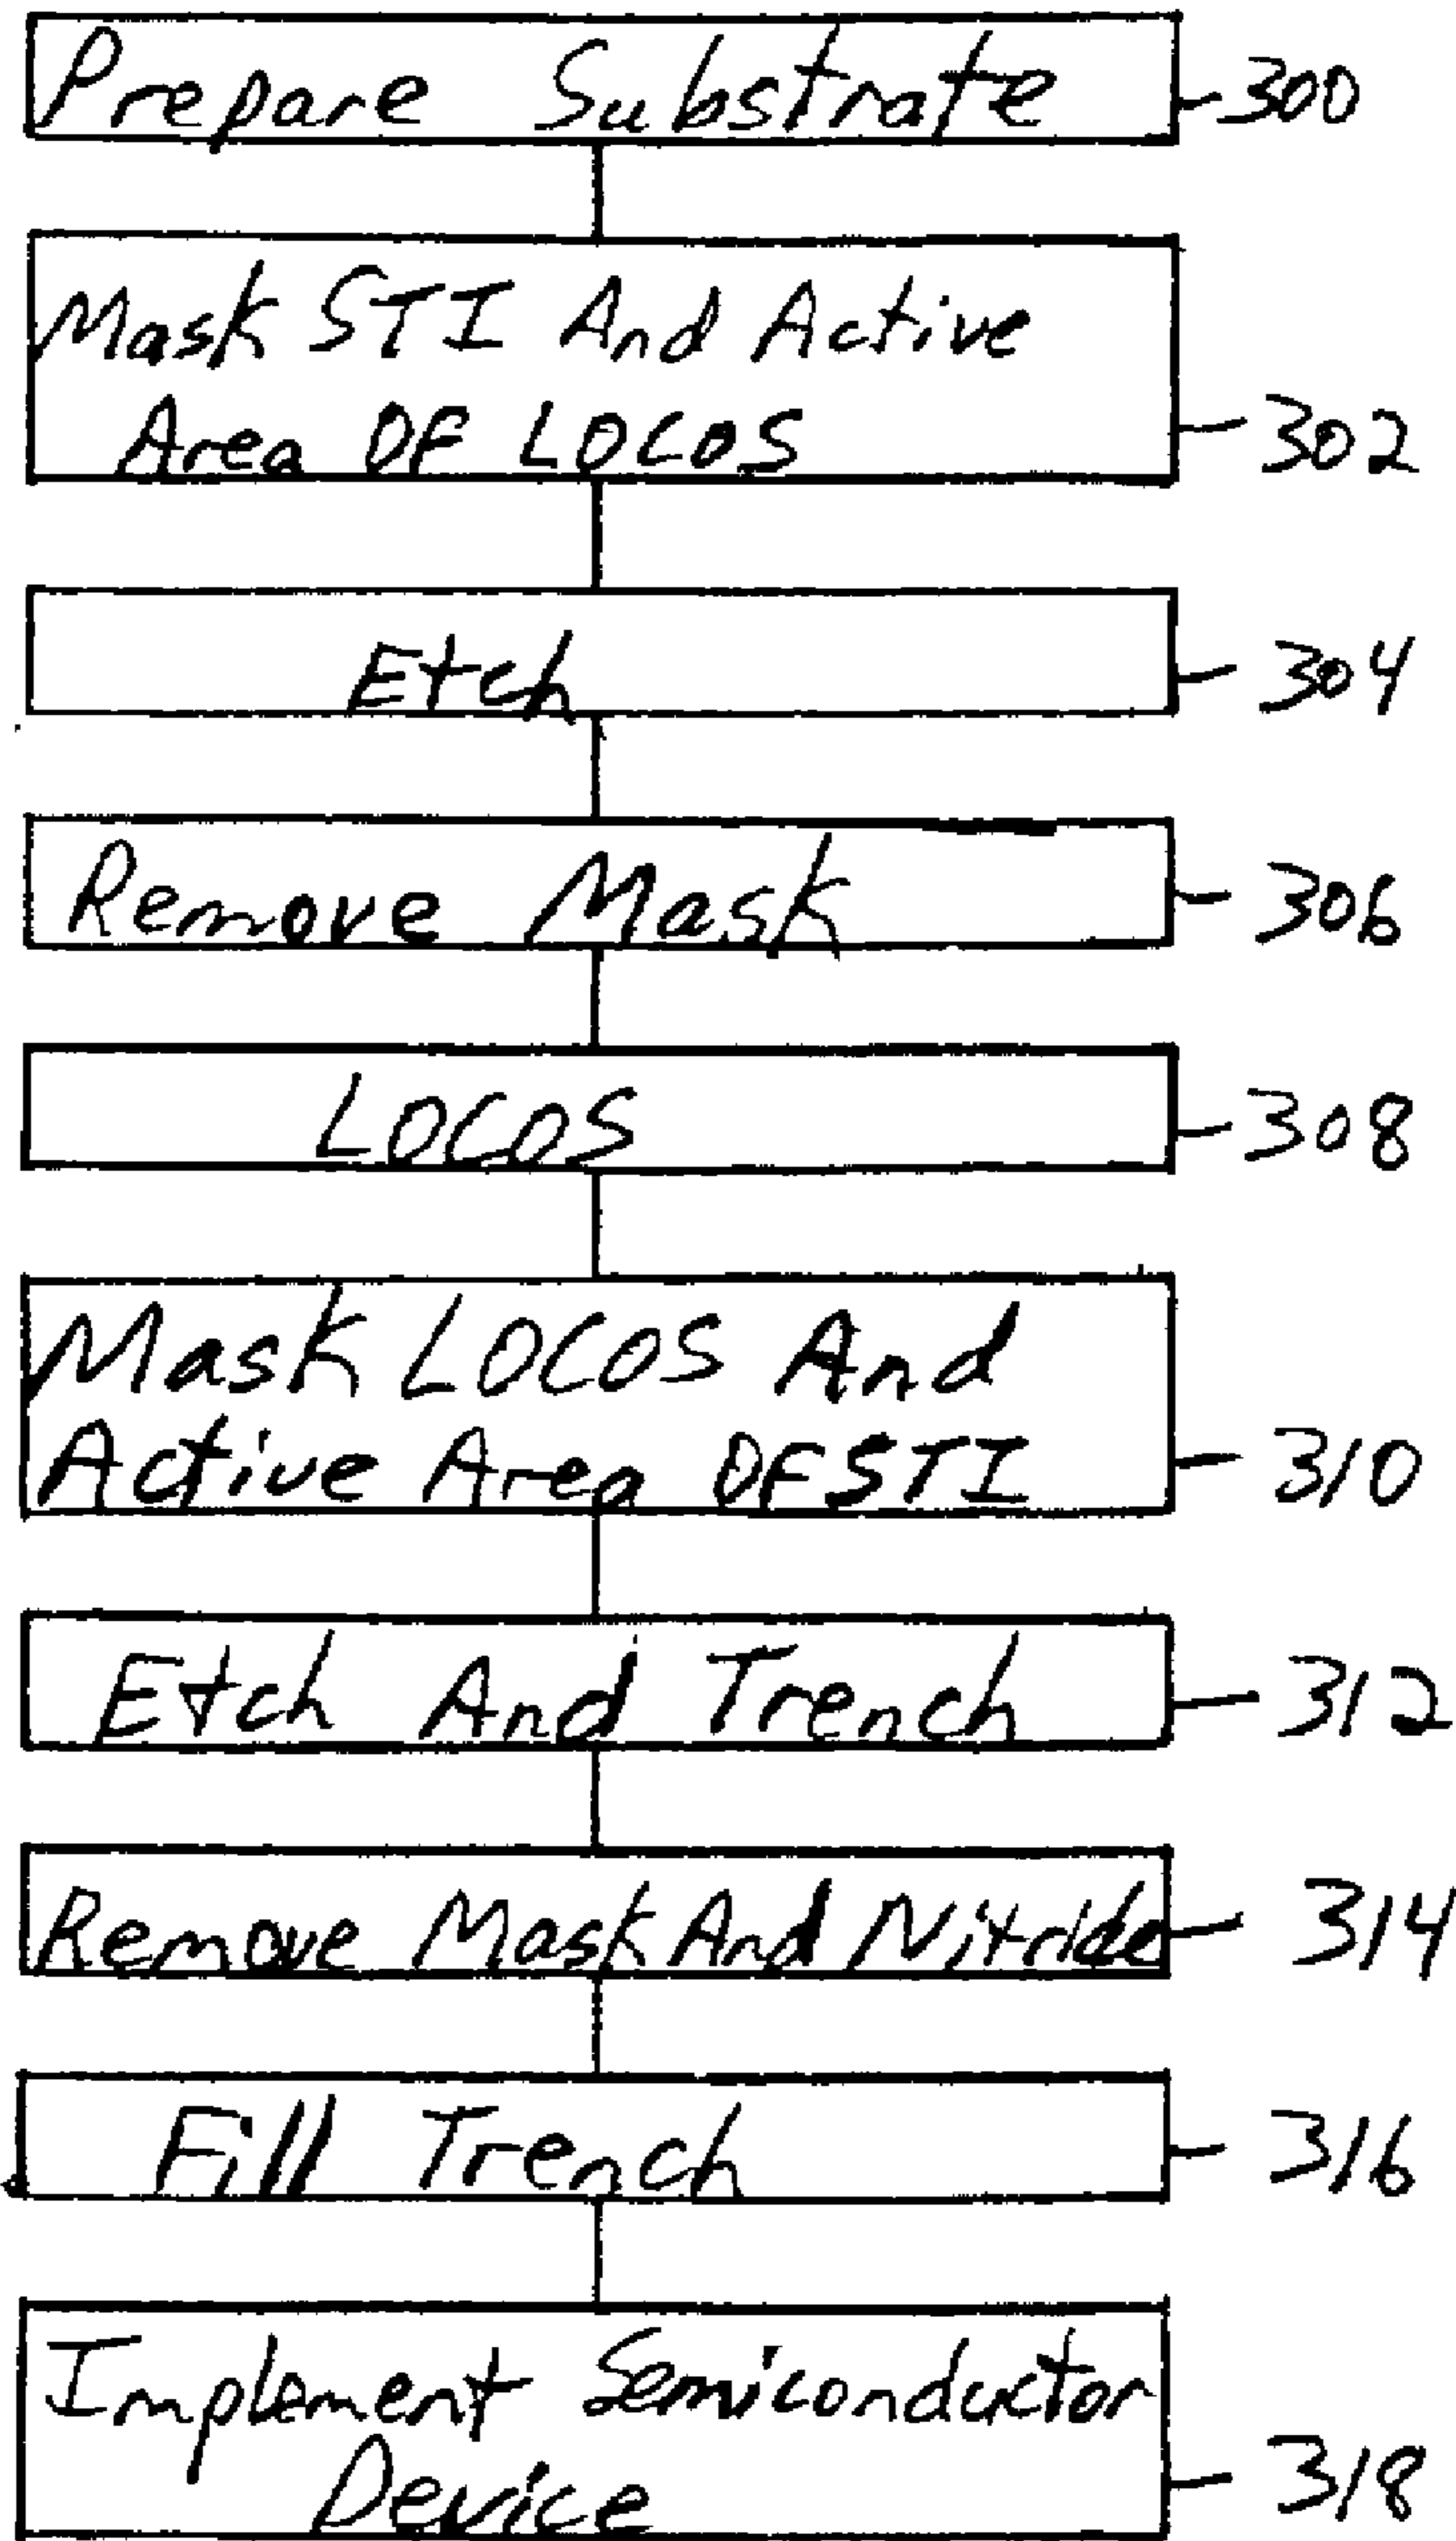 Prepare Substrate 300
Mask STI And Active
Area OF LOCOS 302
Etch 304
Remove Mask 306
LOCOS 308
Mask LOCOS And
Active Area OF STI 310
Etch And Trench 312
Remove Mask And Nitride 314
Fill Trench 316
Implement Semiconductor
Device 318